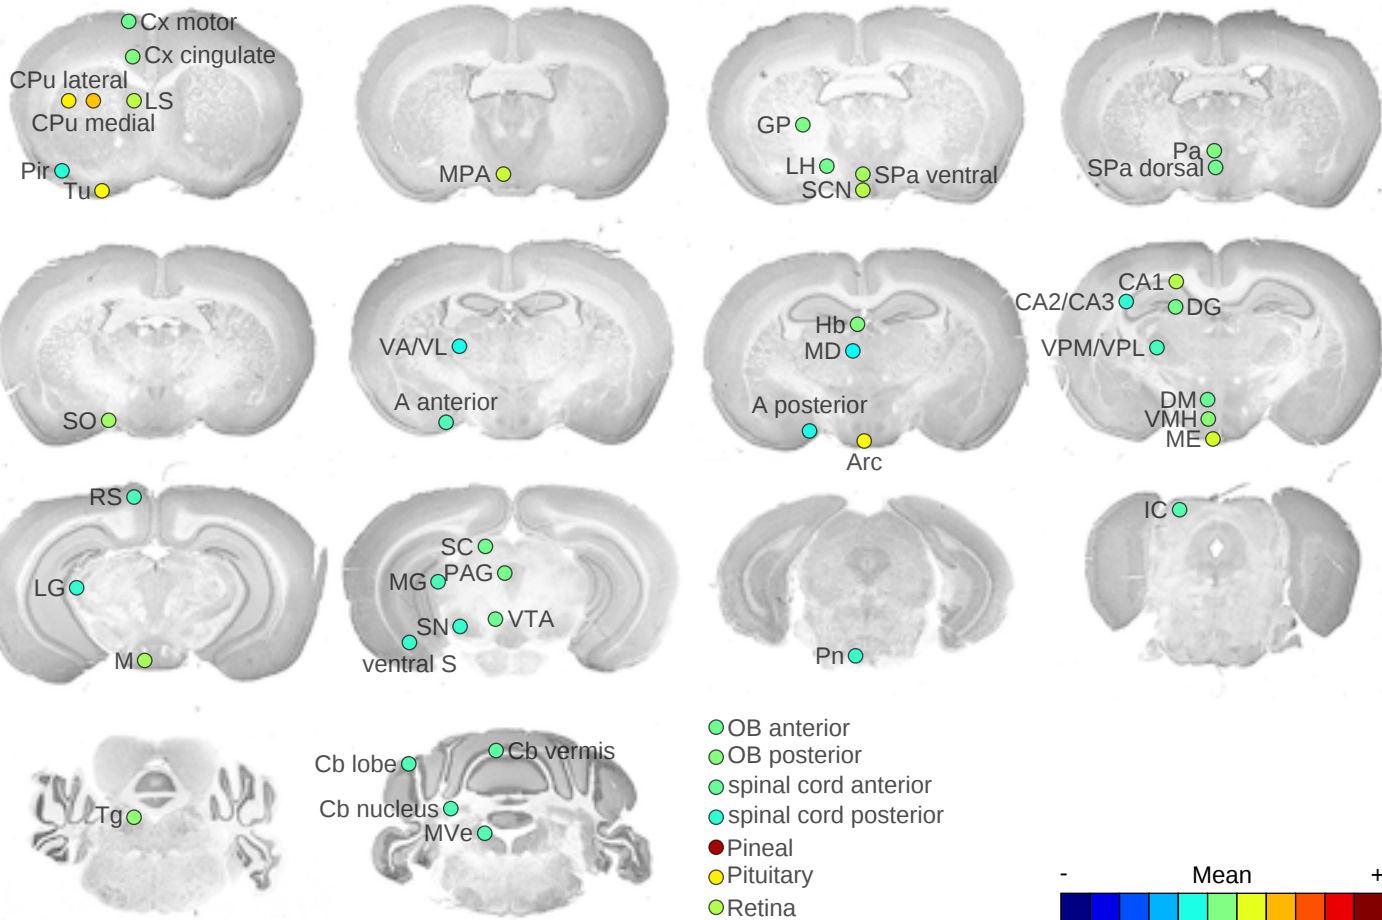 Cx motor
Cx cingulate
CPu lateral
LS
CPu medial
Pir
Tu
MPA
GP
LH
SPa ventral
SCN
Pa
SPa dorsal
SO
VA/VL
A anterior
Hb
MD
A posterior
Arc
CA1
CA2/CA3
DG
VPM/VPL
DM
VMH
ME
RS
LG
M
SC
PAG
MG
VTA
SN
ventral S
Pn
IC
Tg
Cb vermis
Cb lobe
Cb nucleus
MVe
OB anterior
OB posterior
spinal cord anterior
spinal cord posterior
Pineal
Pituitary
Retina
- Mean +